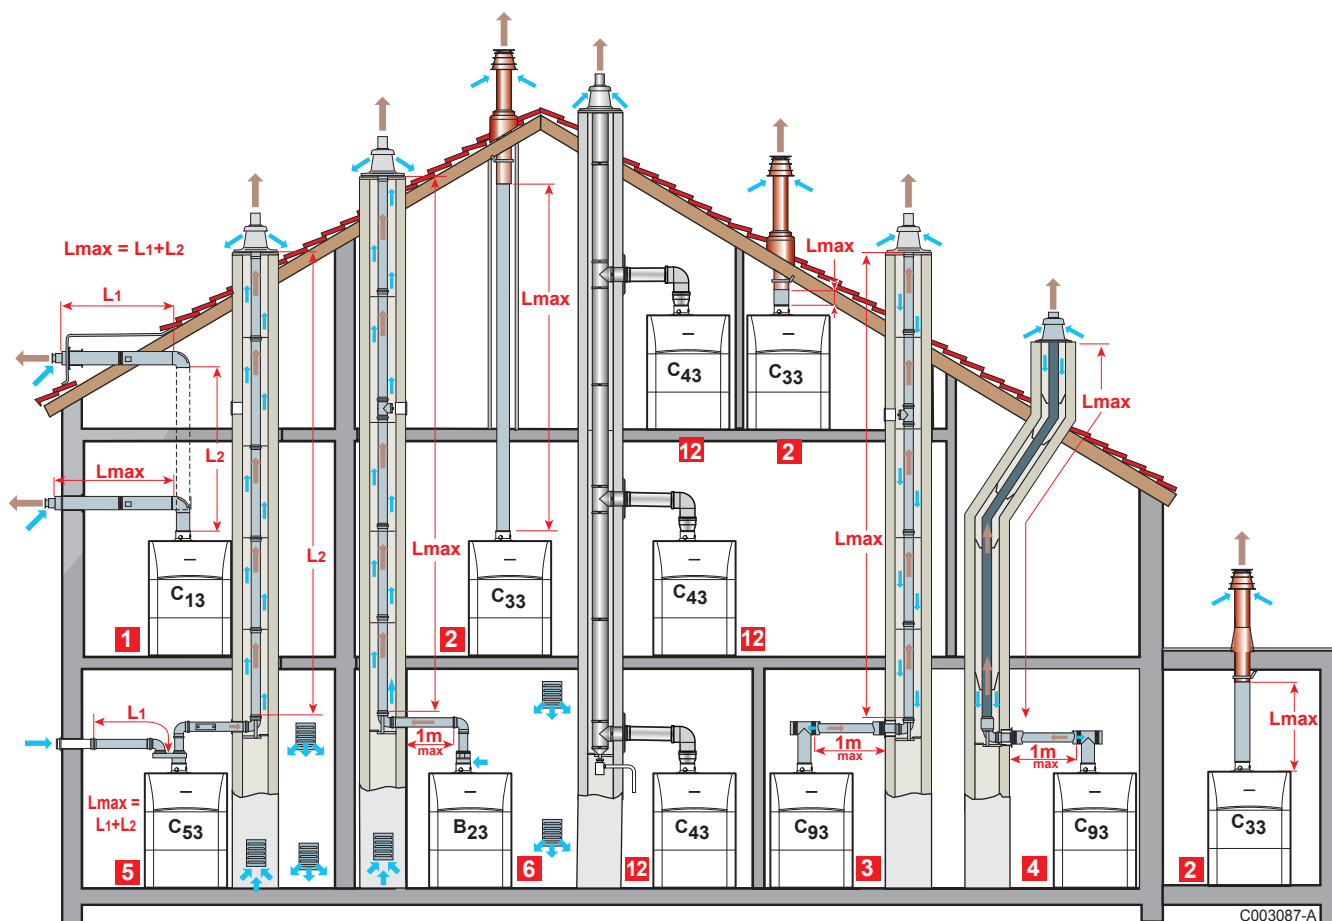 Lmax = L1+L2
L1
Lmax
Lmax
C43
C33
12
2
Lmax
L2
Lmax
L2
Lmax
Lmax
C13
C33
C43
1
2
12
L1
1m
max
1m
max
1m
max
Lmax
Lmax =
L1+L2
C53
B23
C43
C93
C93
C33
5
6
12
3
4
2
C003087-A